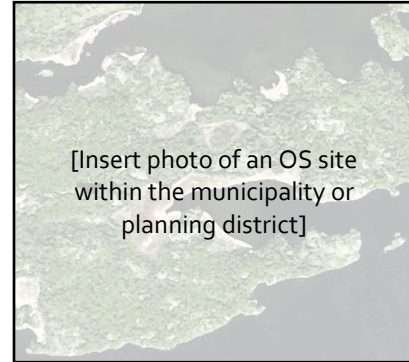 [Insert photo of an OS site
within the municipality or
planning district]